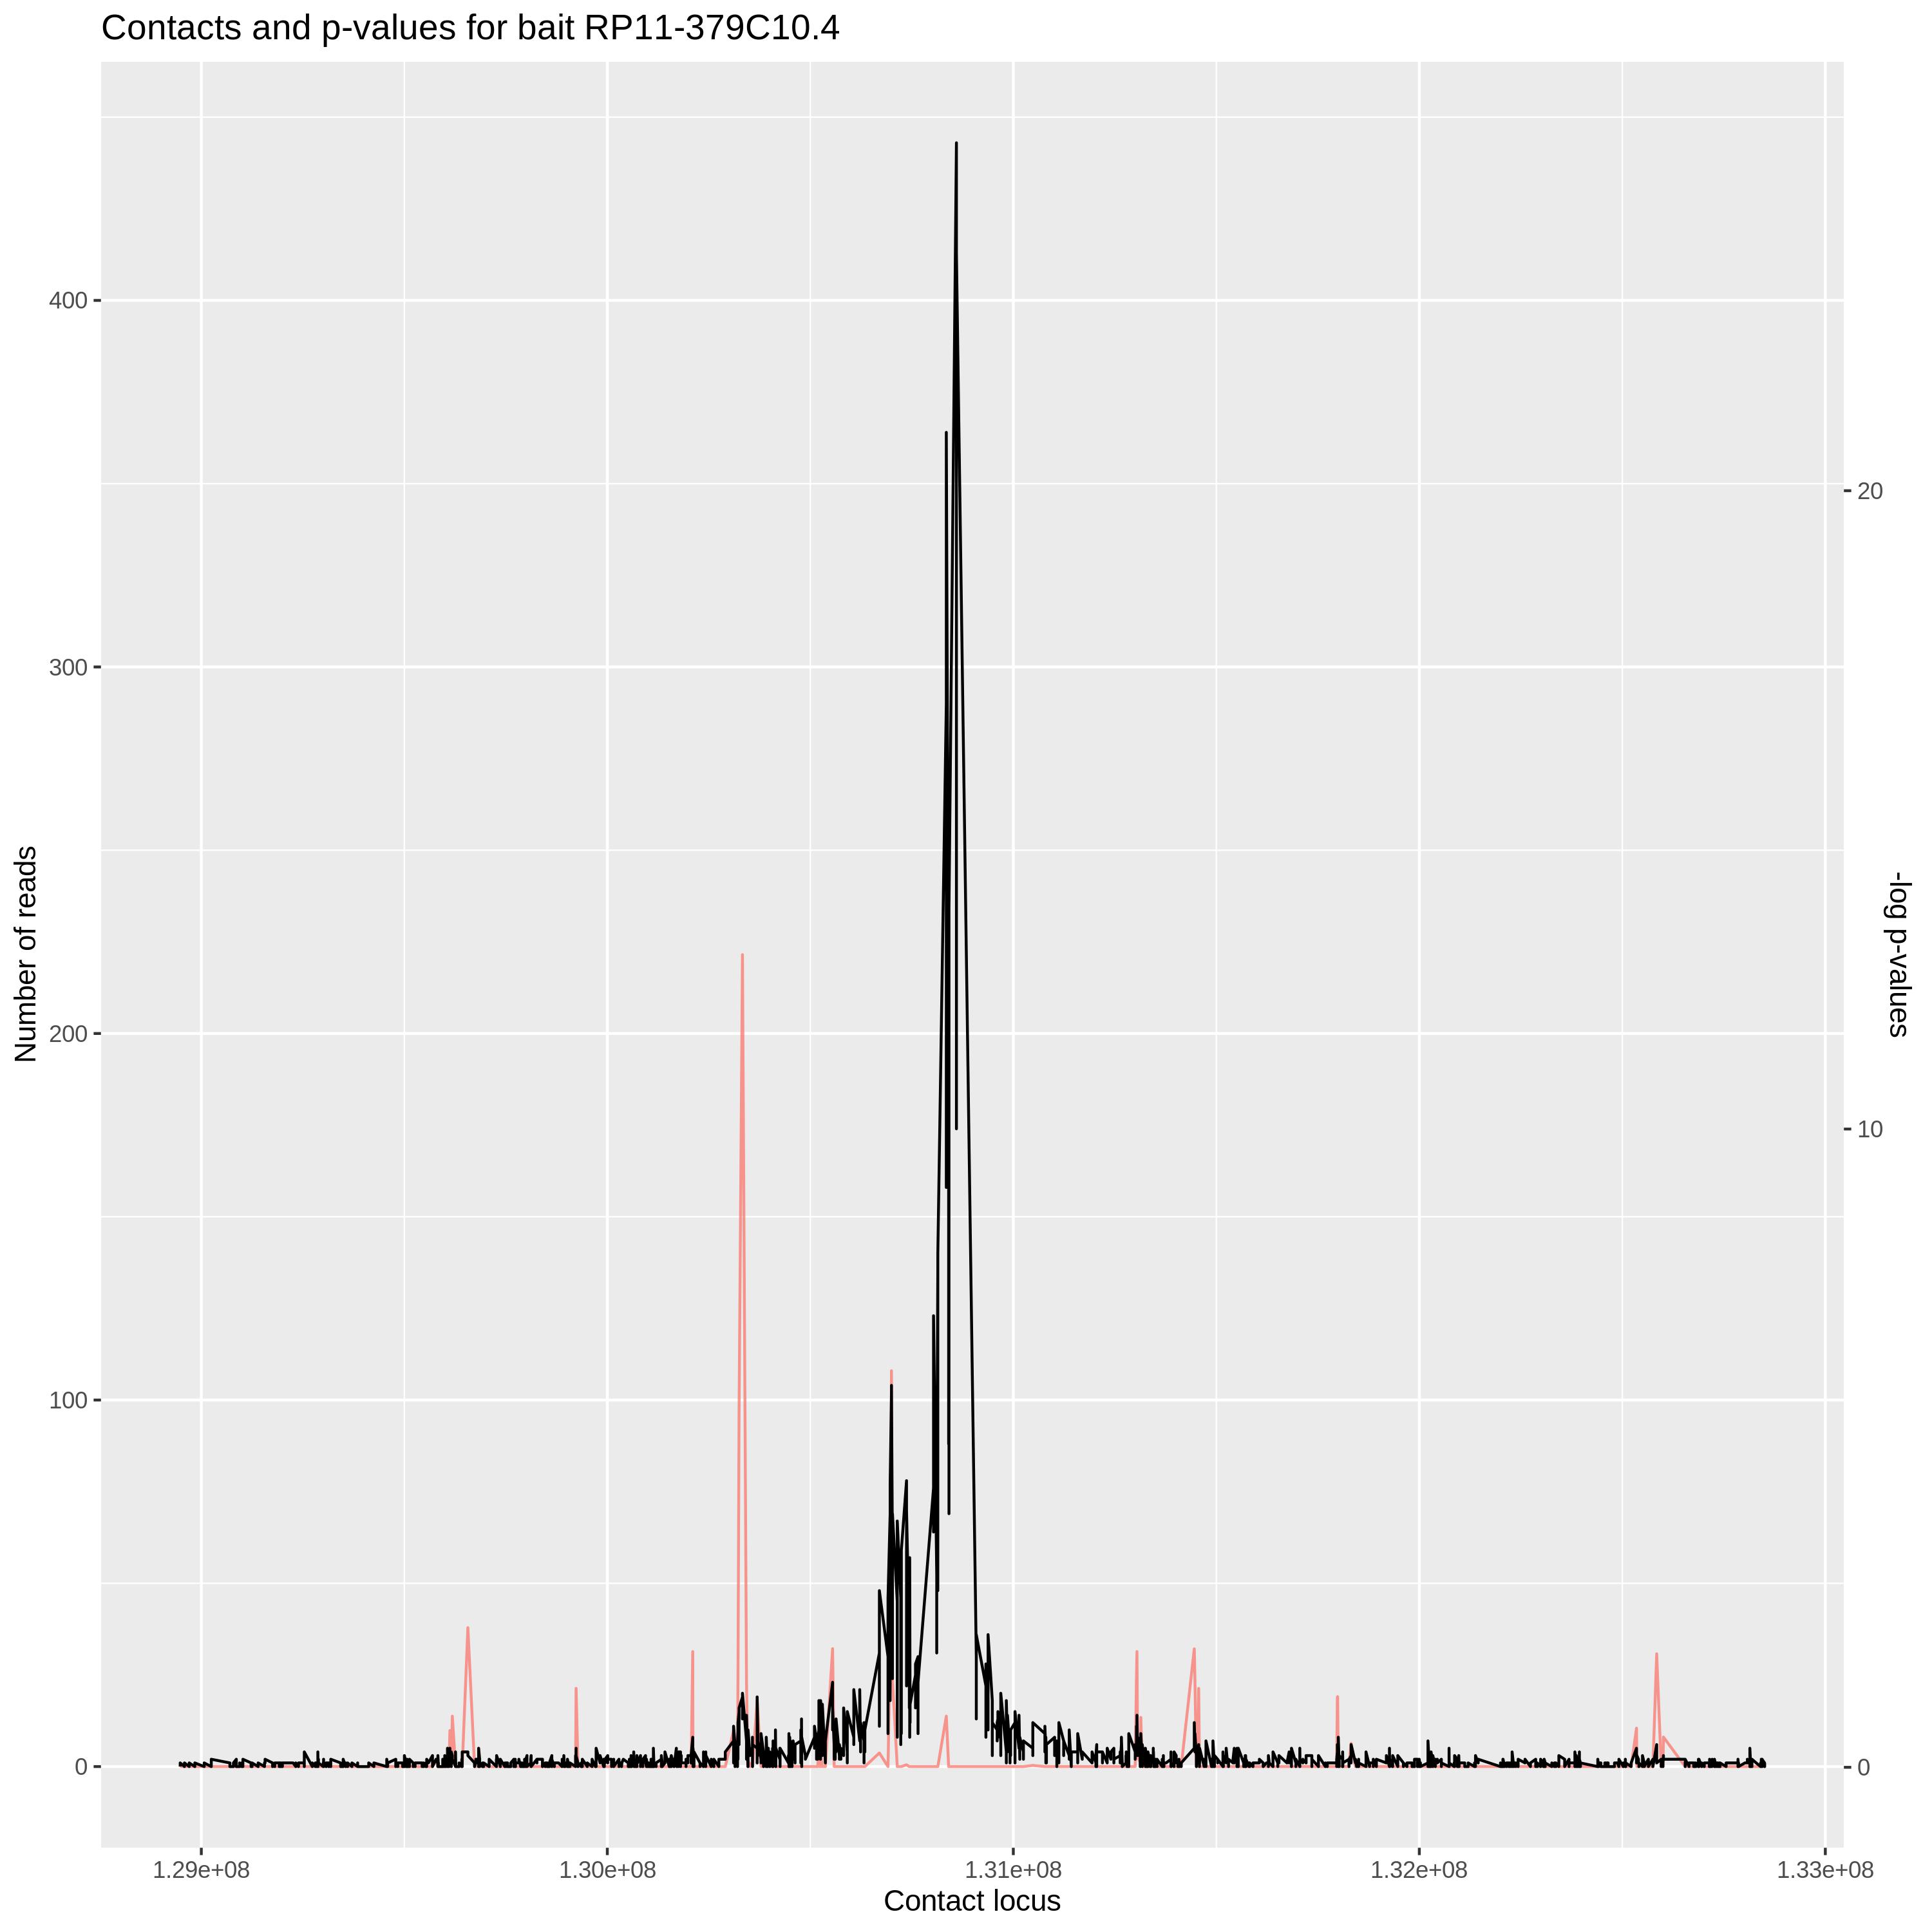 Contacts and p-values for bait RP11-379C10.4
Number of reads
400
300
200
100
0
20
10
0
-log p-values
1.29e+08
1.30e+08
1.31e+08
1.32e+08
1.33e+08
Contact locus